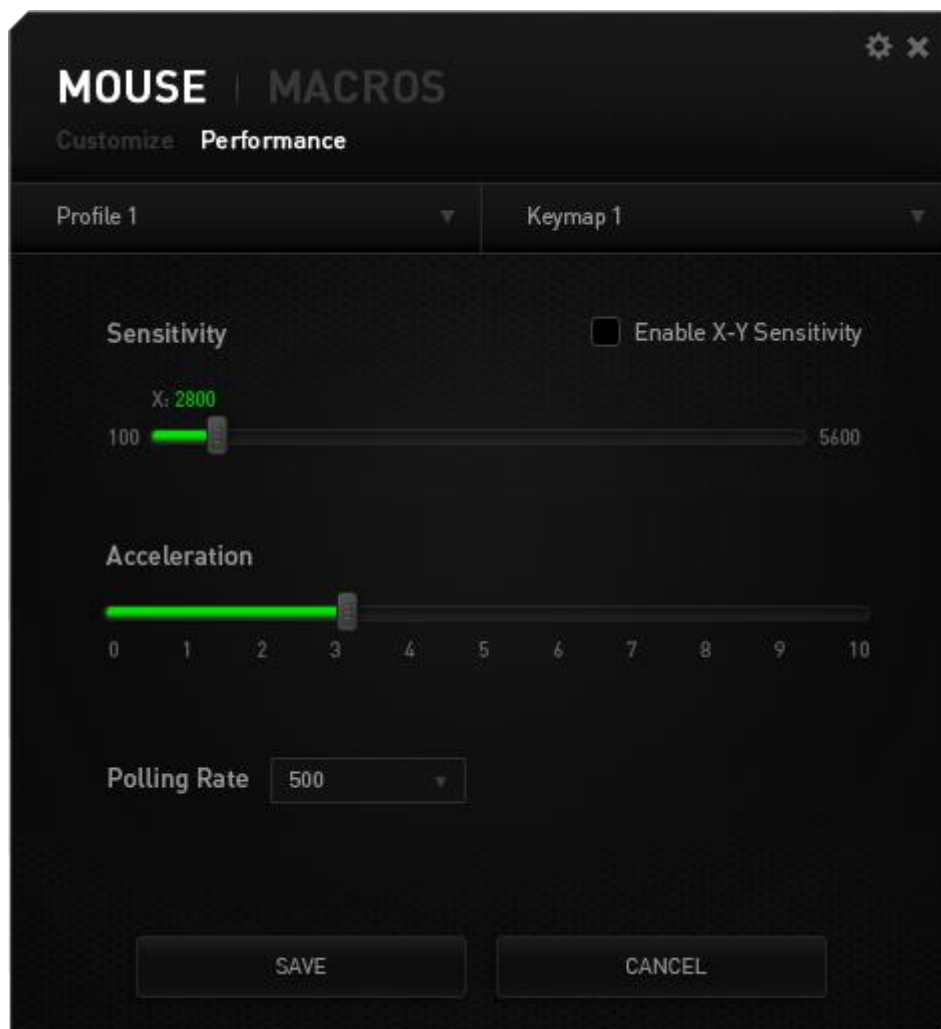 MOUSE | MACROS
Customize Performance
Profile 1 Keymap 1
Sensitivity Enable X-Y Sensitivity
X: 2800
100 5600
Acceleration
0 1 2 3 4 5 6 7 8 9 10
Polling Rate 500
SAVE CANCEL